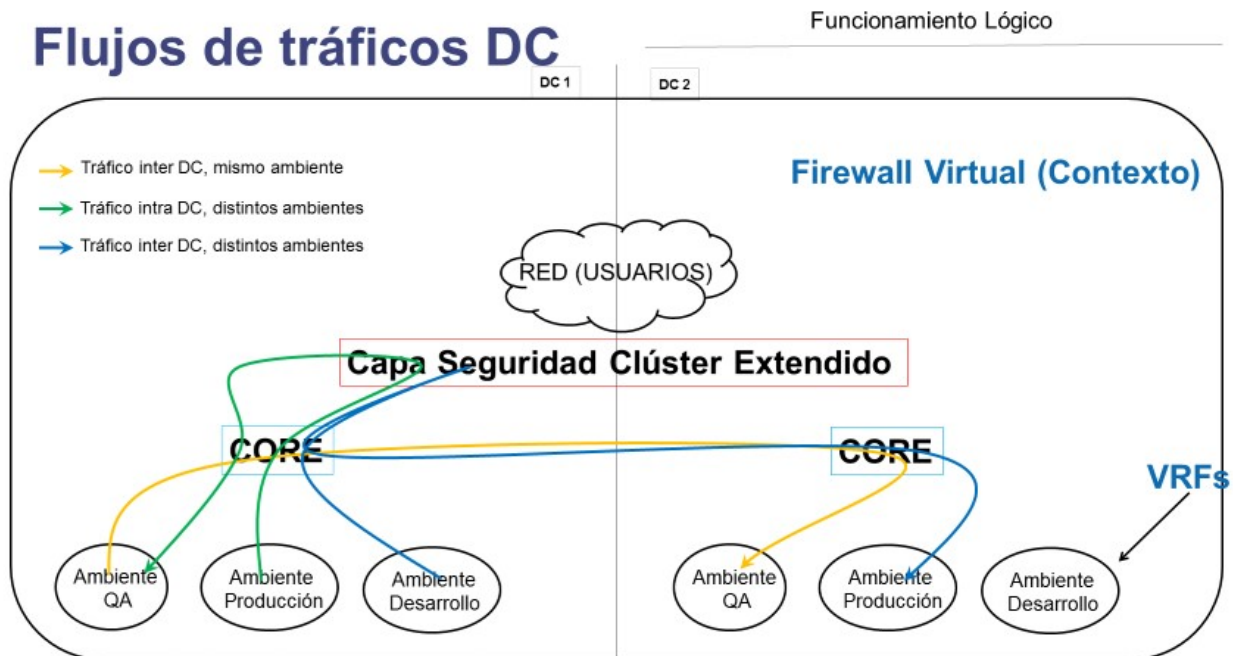 Funcionamiento Lógico
Flujos de tráficos DC
DC 1
DC 2
Tráfico inter DC, mismo ambiente
Tráfico intra DC, distintos ambientes
Tráfico inter DC, distintos ambientes
Firewall Virtual (Contexto)
RED (USUARIOS)
Capa Seguridad Clúster Extendido
CORE
CORE
VRFs
Ambiente
QA
Ambiente
Producción
Ambiente
Desarrollo
Ambiente
QA
Ambiente
Producción
Ambiente
Desarrollo